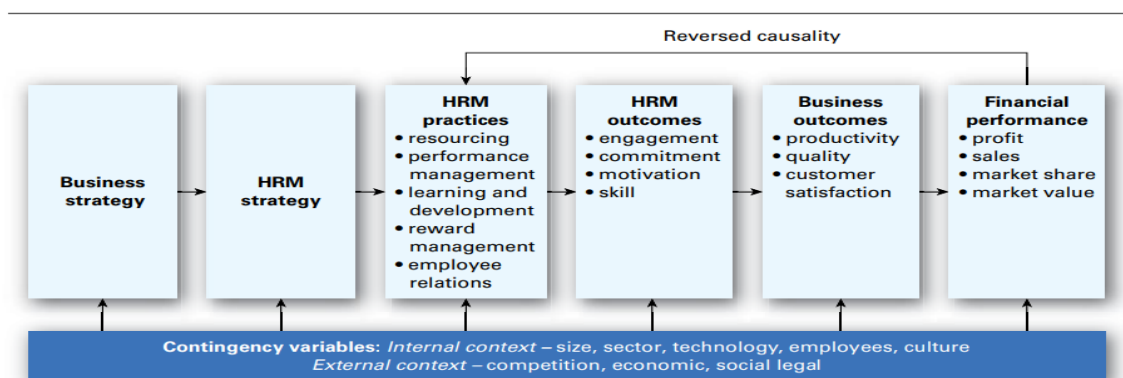 Reversed causality
Business
strategy
HRM
strategy
HRM
practices
• resourcing
• performance
management
• learning and
development
• reward
management
• employee
relations
HRM
outcomes
• engagement
• commitment
• motivation
• skill
Business
outcomes
• productivity
• quality
• customer
satisfaction
Financial
performance
• profit
• sales
• market share
• market value
Contingency variables: Internal context – size, sector, technology, employees, culture
External context – competition, economic, social legal